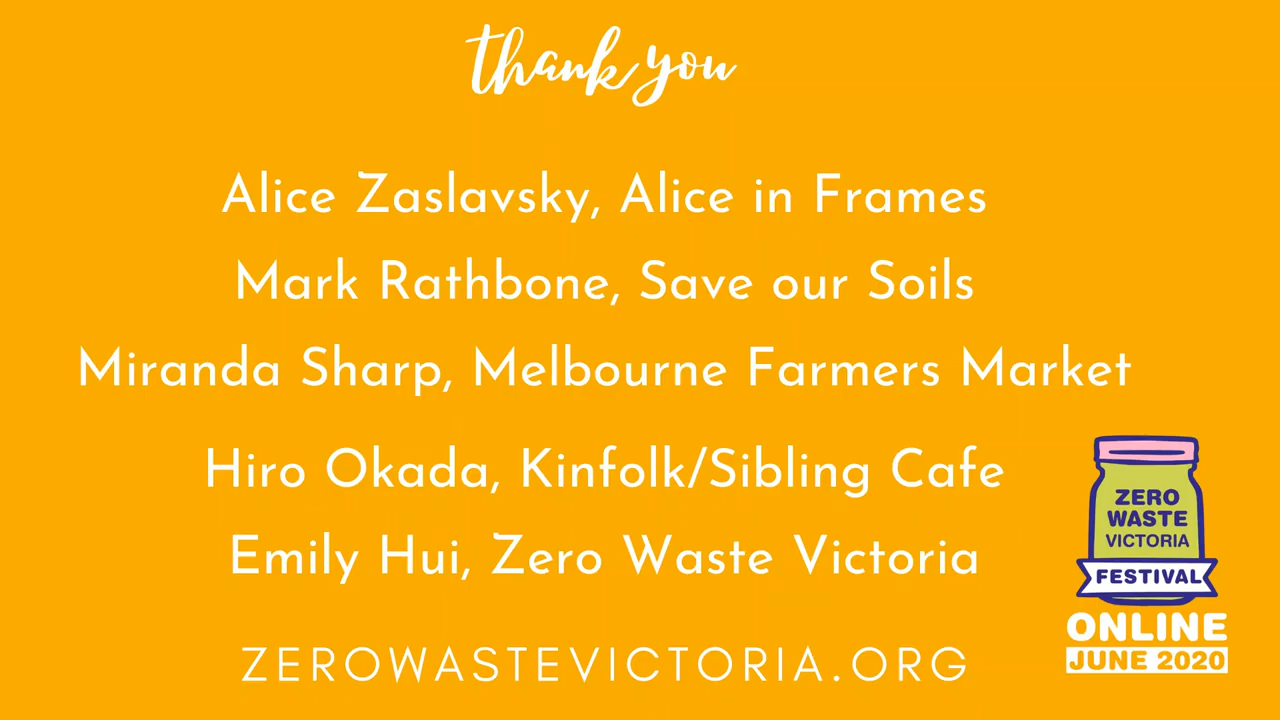 thank you
Alice Zaslavsky, Alice in Frames
Mark Rathbone, Save our Soils
Miranda Sharp, Melbourne Farmers Market
Hiro Okada, Kinfolk/Sibling Cafe
Emily Hui, Zero Waste Victoria
ZEROWASTEVICTORIA.ORG
ZERO
WASTE
VICTORIA
FESTIVAL
ONLINE
JUNE 2020